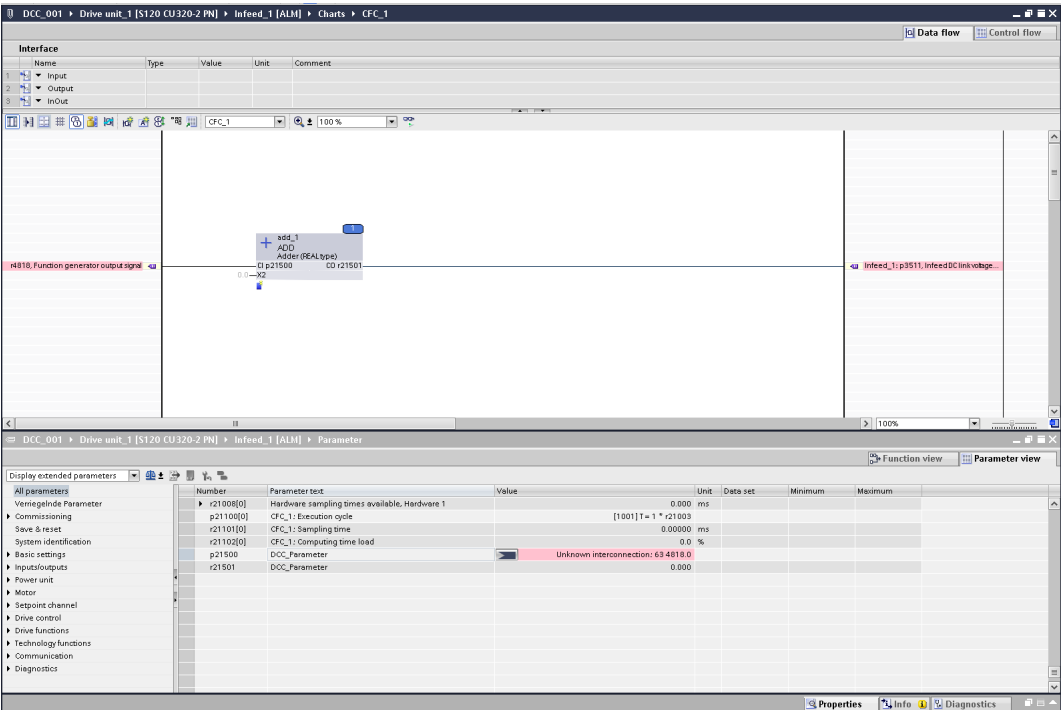 DCC_001 ▸ Drive unit_1 [S120 CU320-2 PN] ▸ Infeed_1 [ALM] ▸ Charts ▸ CFC_1
Data flow Control flow
Interface
Name Type Value Unit Comment
1 Input
2 Output
3 InOut
CFC_1 100 %
1
add_1
ADD
Adder (REAL type)
r4818, Function generator output signal CI p21500 CO r21501 Infeed_1: p3511, Infeed DC link voltage...
0.0 X2
100%
DCC_001 ▸ Drive unit_1 [S120 CU320-2 PN] ▸ Infeed_1 [ALM] ▸ Parameter
Function view Parameter view
Display extended parameters
All parameters
Verriegelnde Parameter
Commissioning
Save & reset
System identification
Basic settings
Inputs/outputs
Power unit
Motor
Setpoint channel
Drive control
Drive functions
Technology functions
Communication
Diagnostics
Number Parameter text Value Unit Data set Minimum Maximum
r21008[0] Hardware sampling times available, Hardware 1 0.000 ms
p21100[0] CFC_1: Execution cycle [1001] T = 1 * r21003
r21101[0] CFC_1: Sampling time 0.00000 ms
r21102[0] CFC_1: Computing time load 0.0 %
p21500 DCC_Parameter Unknown interconnection: 63 4818.0
r21501 DCC_Parameter 0.000
Properties Info Diagnostics